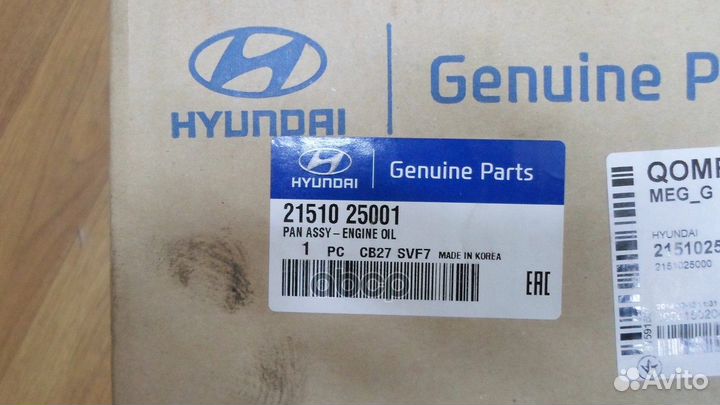 HYUNDAI
Genuine P
HYUNDAI
Genuine Parts
21510 25001
PAN ASSY – ENGINE OIL
1 PC CB27 SVF7 MADE IN KOREA
EAC
MEG_G
HYUNDAI
2151025
2151025000
Avito